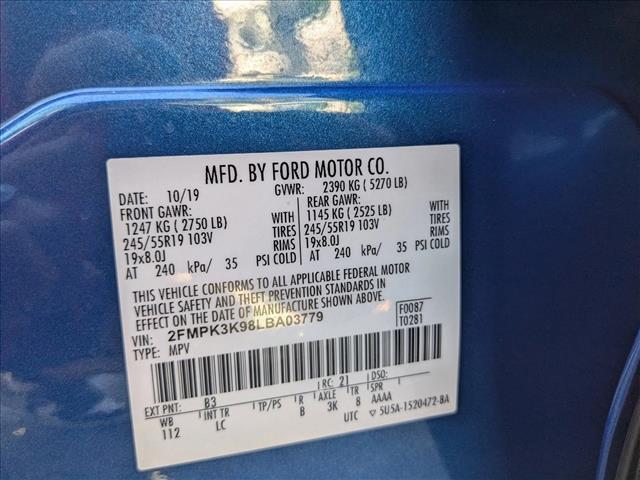 MFD. BY FORD MOTOR CO.
DATE: 10/19 GVWR: 2390 KG ( 5270 LB)
FRONT GAWR: REAR GAWR:
1247 KG ( 2750 LB) WITH 1145 KG ( 2525 LB) WITH
245/55R19 103V TIRES 245/55R19 103V TIRES
19x8.0J RIMS 19x8.0J RIMS
AT 240 kPa/ 35 PSI COLD AT 240 kPa/ 35 PSI COLD
THIS VEHICLE CONFORMS TO ALL APPLICABLE FEDERAL MOTOR
VEHICLE SAFETY AND THEFT PREVENTION STANDARDS IN
EFFECT ON THE DATE OF MANUFACTURE SHOWN ABOVE.
VIN: 2FMPK3K98LBA03779 F0087
TYPE: MPV T0281
EXT PNT: B3 RC: 21 DSO:
WB INT TR TP/PS R AXLE TR SPR
112 LC B 3K 8 AAAA
UTC 5U5A-1520472-BA